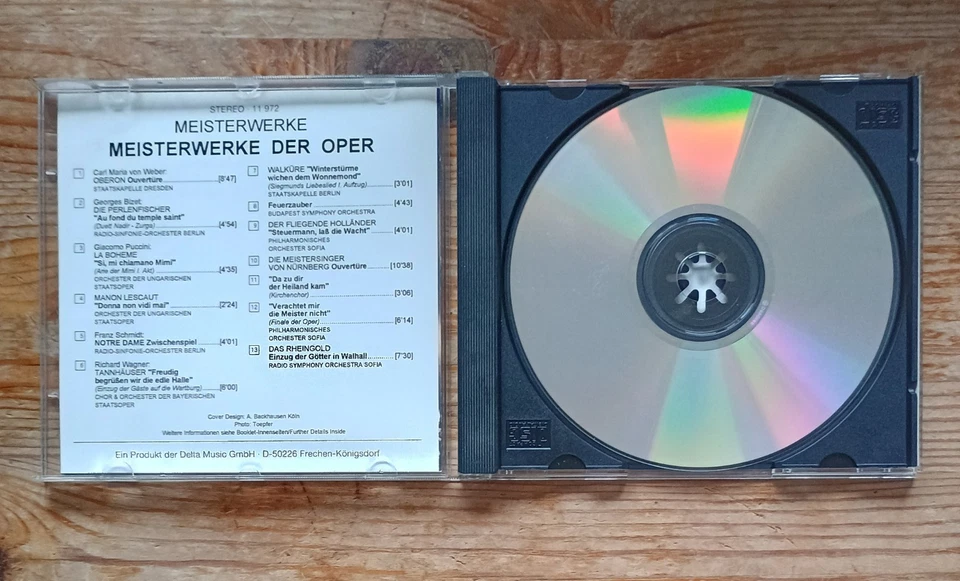 STEREO 11 972
MEISTERWERKE
MEISTERWERKE DER OPER
1 Carl Maria von Weber:
OBERON Ouvertüre [8'47]
STAATSKAPELLE DRESDEN
2 Georges Bizet:
DIE PERLENFISCHER
"Au fond du temple saint"
(Duett Nadir - Zurga) [4'54]
RADIO-SINFONIE-ORCHESTER BERLIN
3 Giacomo Puccini:
LA BOHEME
"Si, mi chiamano Mimi"
(Arie der Mimi I. Akt) [4'35]
ORCHESTER DER UNGARISCHEN
STAATSOPER
4 MANON LESCAUT
"Donna non vidi mai" [2'24]
ORCHESTER DER UNGARISCHEN
STAATSOPER
5 Franz Schmidt:
NOTRE DAME Zwischenspiel [4'01]
RADIO-SINFONIE-ORCHESTER BERLIN
6 Richard Wagner:
TANNHÄUSER "Freudig
begrüßen wir die edle Halle"
(Einzug der Gäste auf die Wartburg) [6'00]
CHOR & ORCHESTER DER BAYERISCHEN
STAATSOPER
7 WALKÜRE "Winterstürme
wichen dem Wonnemond"
(Siegmunds Liebeslied I. Aufzug) [3'01]
STAATSKAPELLE BERLIN
8 Feuerzauber [4'43]
BUDAPEST SYMPHONY ORCHESTRA
9 DER FLIEGENDE HOLLÄNDER
"Steuermann, laß die Wacht" [4'01]
PHILHARMONISCHES
ORCHESTER SOFIA
10 DIE MEISTERSINGER
VON NÜRNBERG Ouvertüre [10'38]
11 "Da zu dir
der Heiland kam"
(Kirchenchor) 3'06]
12 "Verachtet mir
die Meister nicht"
(Finale der Oper) [6'14]
PHILHARMONISCHES
ORCHESTER SOFIA
13 DAS RHEINGOLD
Einzug der Götter in Walhall [7'30]
RADIO SYMPHONY ORCHESTRA SOFIA
Cover Design: A. Backhausen Köln
Photo: Toepfer
Weitere Informationen siehe Booklet-Innenseiten/Further Details Inside
Ein Produkt der Delta Music GmbH · D-50226 Frechen-Königsdorf